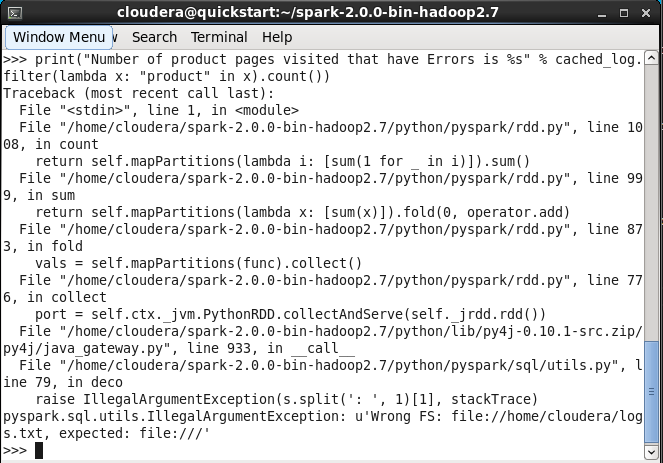 cloudera@quickstart:~/spark-2.0.0-bin-hadoop2.7
Window Menu Search Terminal Help
>>> print("Number of product pages visited that have Errors is %s" % cached_log.
filter(lambda x: "product" in x).count())
Traceback (most recent call last):
  File "<stdin>", line 1, in <module>
  File "/home/cloudera/spark-2.0.0-bin-hadoop2.7/python/pyspark/rdd.py", line 10
08, in count
    return self.mapPartitions(lambda i: [sum(1 for _ in i)]).sum()
  File "/home/cloudera/spark-2.0.0-bin-hadoop2.7/python/pyspark/rdd.py", line 99
9, in sum
    return self.mapPartitions(lambda x: [sum(x)]).fold(0, operator.add)
  File "/home/cloudera/spark-2.0.0-bin-hadoop2.7/python/pyspark/rdd.py", line 87
3, in fold
    vals = self.mapPartitions(func).collect()
  File "/home/cloudera/spark-2.0.0-bin-hadoop2.7/python/pyspark/rdd.py", line 77
6, in collect
    port = self.ctx._jvm.PythonRDD.collectAndServe(self._jrdd.rdd())
  File "/home/cloudera/spark-2.0.0-bin-hadoop2.7/python/lib/py4j-0.10.1-src.zip/
py4j/java_gateway.py", line 933, in __call__
  File "/home/cloudera/spark-2.0.0-bin-hadoop2.7/python/pyspark/sql/utils.py", l
ine 79, in deco
    raise IllegalArgumentException(s.split(': ', 1)[1], stackTrace)
pyspark.sql.utils.IllegalArgumentException: u'Wrong FS: file://home/cloudera/log
s.txt, expected: file:///'
>>>